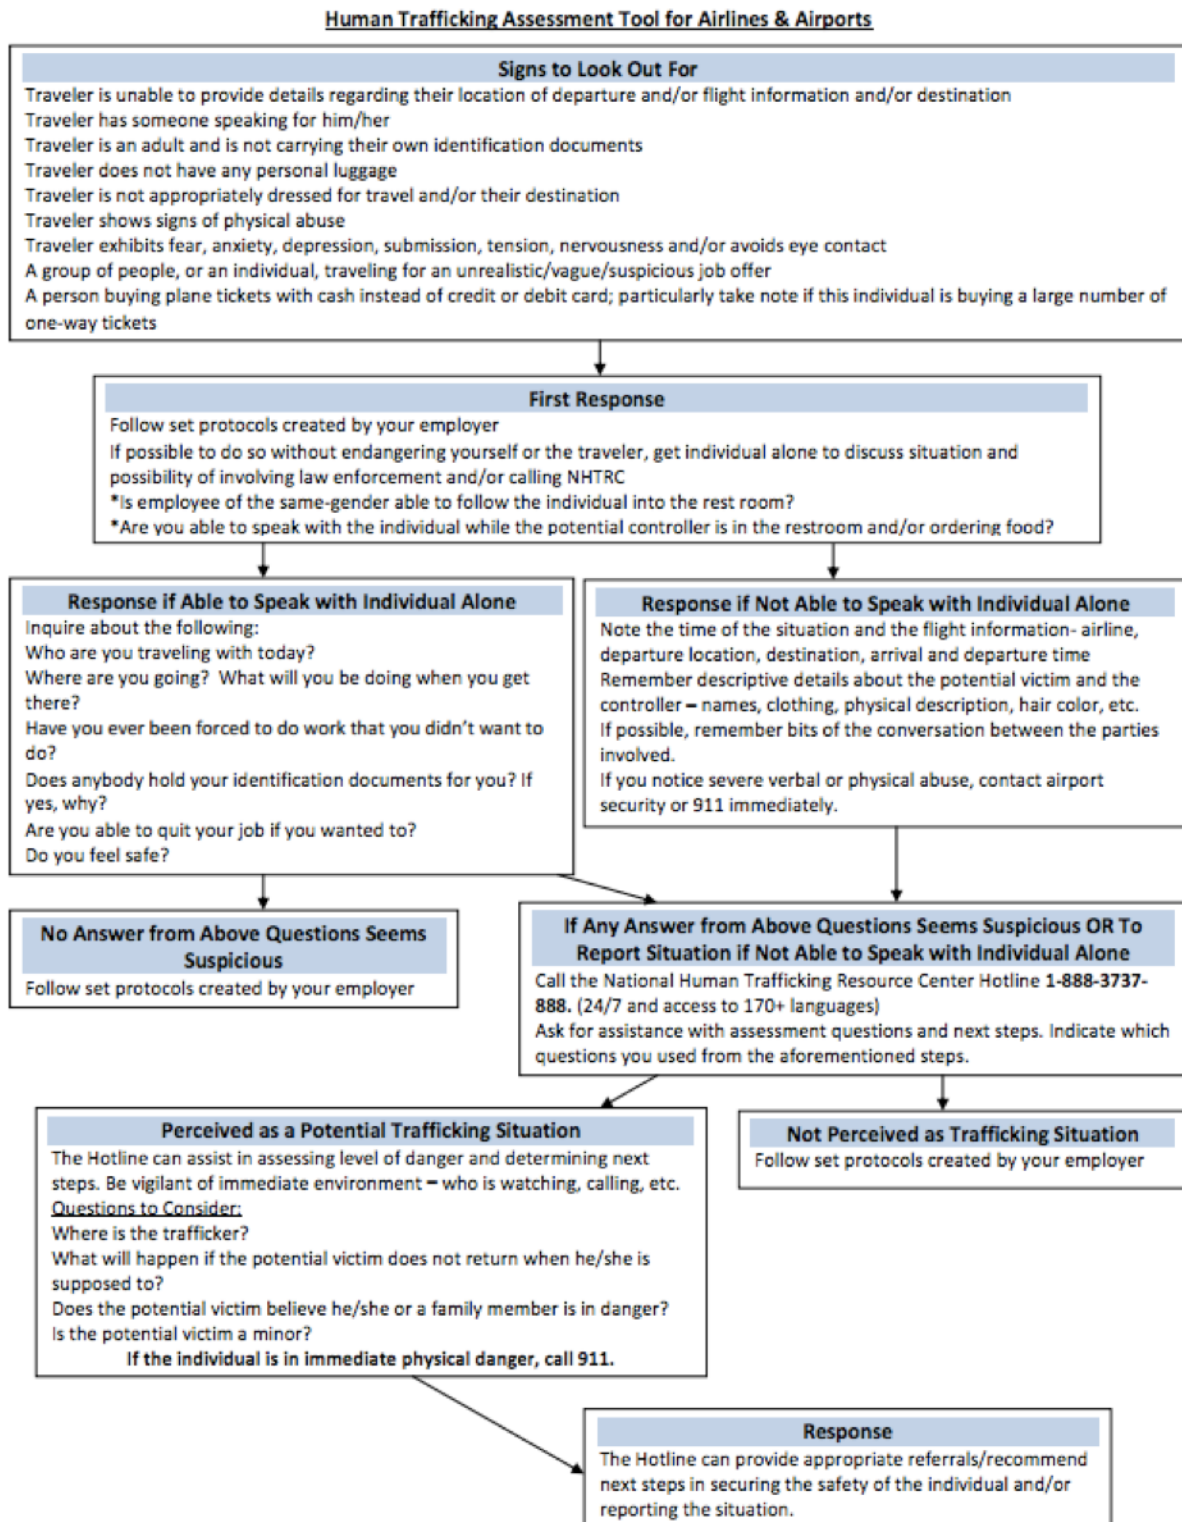 Human Trafficking Assessment Tool for Airlines & Airports
Signs to Look Out For
Traveler is unable to provide details regarding their location of departure and/or flight information and/or destination
Traveler has someone speaking for him/her
Traveler is an adult and is not carrying their own identification documents
Traveler does not have any personal luggage
Traveler is not appropriately dressed for travel and/or their destination
Traveler shows signs of physical abuse
Traveler exhibits fear, anxiety, depression, submission, tension, nervousness and/or avoids eye contact
A group of people, or an individual, traveling for an unrealistic/vague/suspicious job offer
A person buying plane tickets with cash instead of credit or debit card; particularly take note if this individual is buying a large number of
one-way tickets
First Response
Follow set protocols created by your employer
If possible to do so without endangering yourself or the traveler, get individual alone to discuss situation and
possibility of involving law enforcement and/or calling NHTRC
*Is employee of the same-gender able to follow the individual into the rest room?
*Are you able to speak with the individual while the potential controller is in the restroom and/or ordering food?
Response if Able to Speak with Individual Alone
Inquire about the following:
Who are you traveling with today?
Where are you going? What will you be doing when you get
there?
Have you ever been forced to do work that you didn't want to
do?
Does anybody hold your identification documents for you? If
yes, why?
Are you able to quit your job if you wanted to?
Do you feel safe?
Response if Not Able to Speak with Individual Alone
Note the time of the situation and the flight information- airline,
departure location, destination, arrival and departure time
Remember descriptive details about the potential victim and the
controller – names, clothing, physical description, hair color, etc.
If possible, remember bits of the conversation between the parties
involved.
If you notice severe verbal or physical abuse, contact airport
security or 911 immediately.
No Answer from Above Questions Seems
Suspicious
Follow set protocols created by your employer
If Any Answer from Above Questions Seems Suspicious OR To
Report Situation if Not Able to Speak with Individual Alone
Call the National Human Trafficking Resource Center Hotline 1-888-3737-
888. (24/7 and access to 170+ languages)
Ask for assistance with assessment questions and next steps. Indicate which
questions you used from the aforementioned steps.
Perceived as a Potential Trafficking Situation
The Hotline can assist in assessing level of danger and determining next
steps. Be vigilant of immediate environment – who is watching, calling, etc.
Questions to Consider:
Where is the trafficker?
What will happen if the potential victim does not return when he/she is
supposed to?
Does the potential victim believe he/she or a family member is in danger?
Is the potential victim a minor?
If the individual is in immediate physical danger, call 911.
Not Perceived as Trafficking Situation
Follow set protocols created by your employer
Response
The Hotline can provide appropriate referrals/recommend
next steps in securing the safety of the individual and/or
reporting the situation.